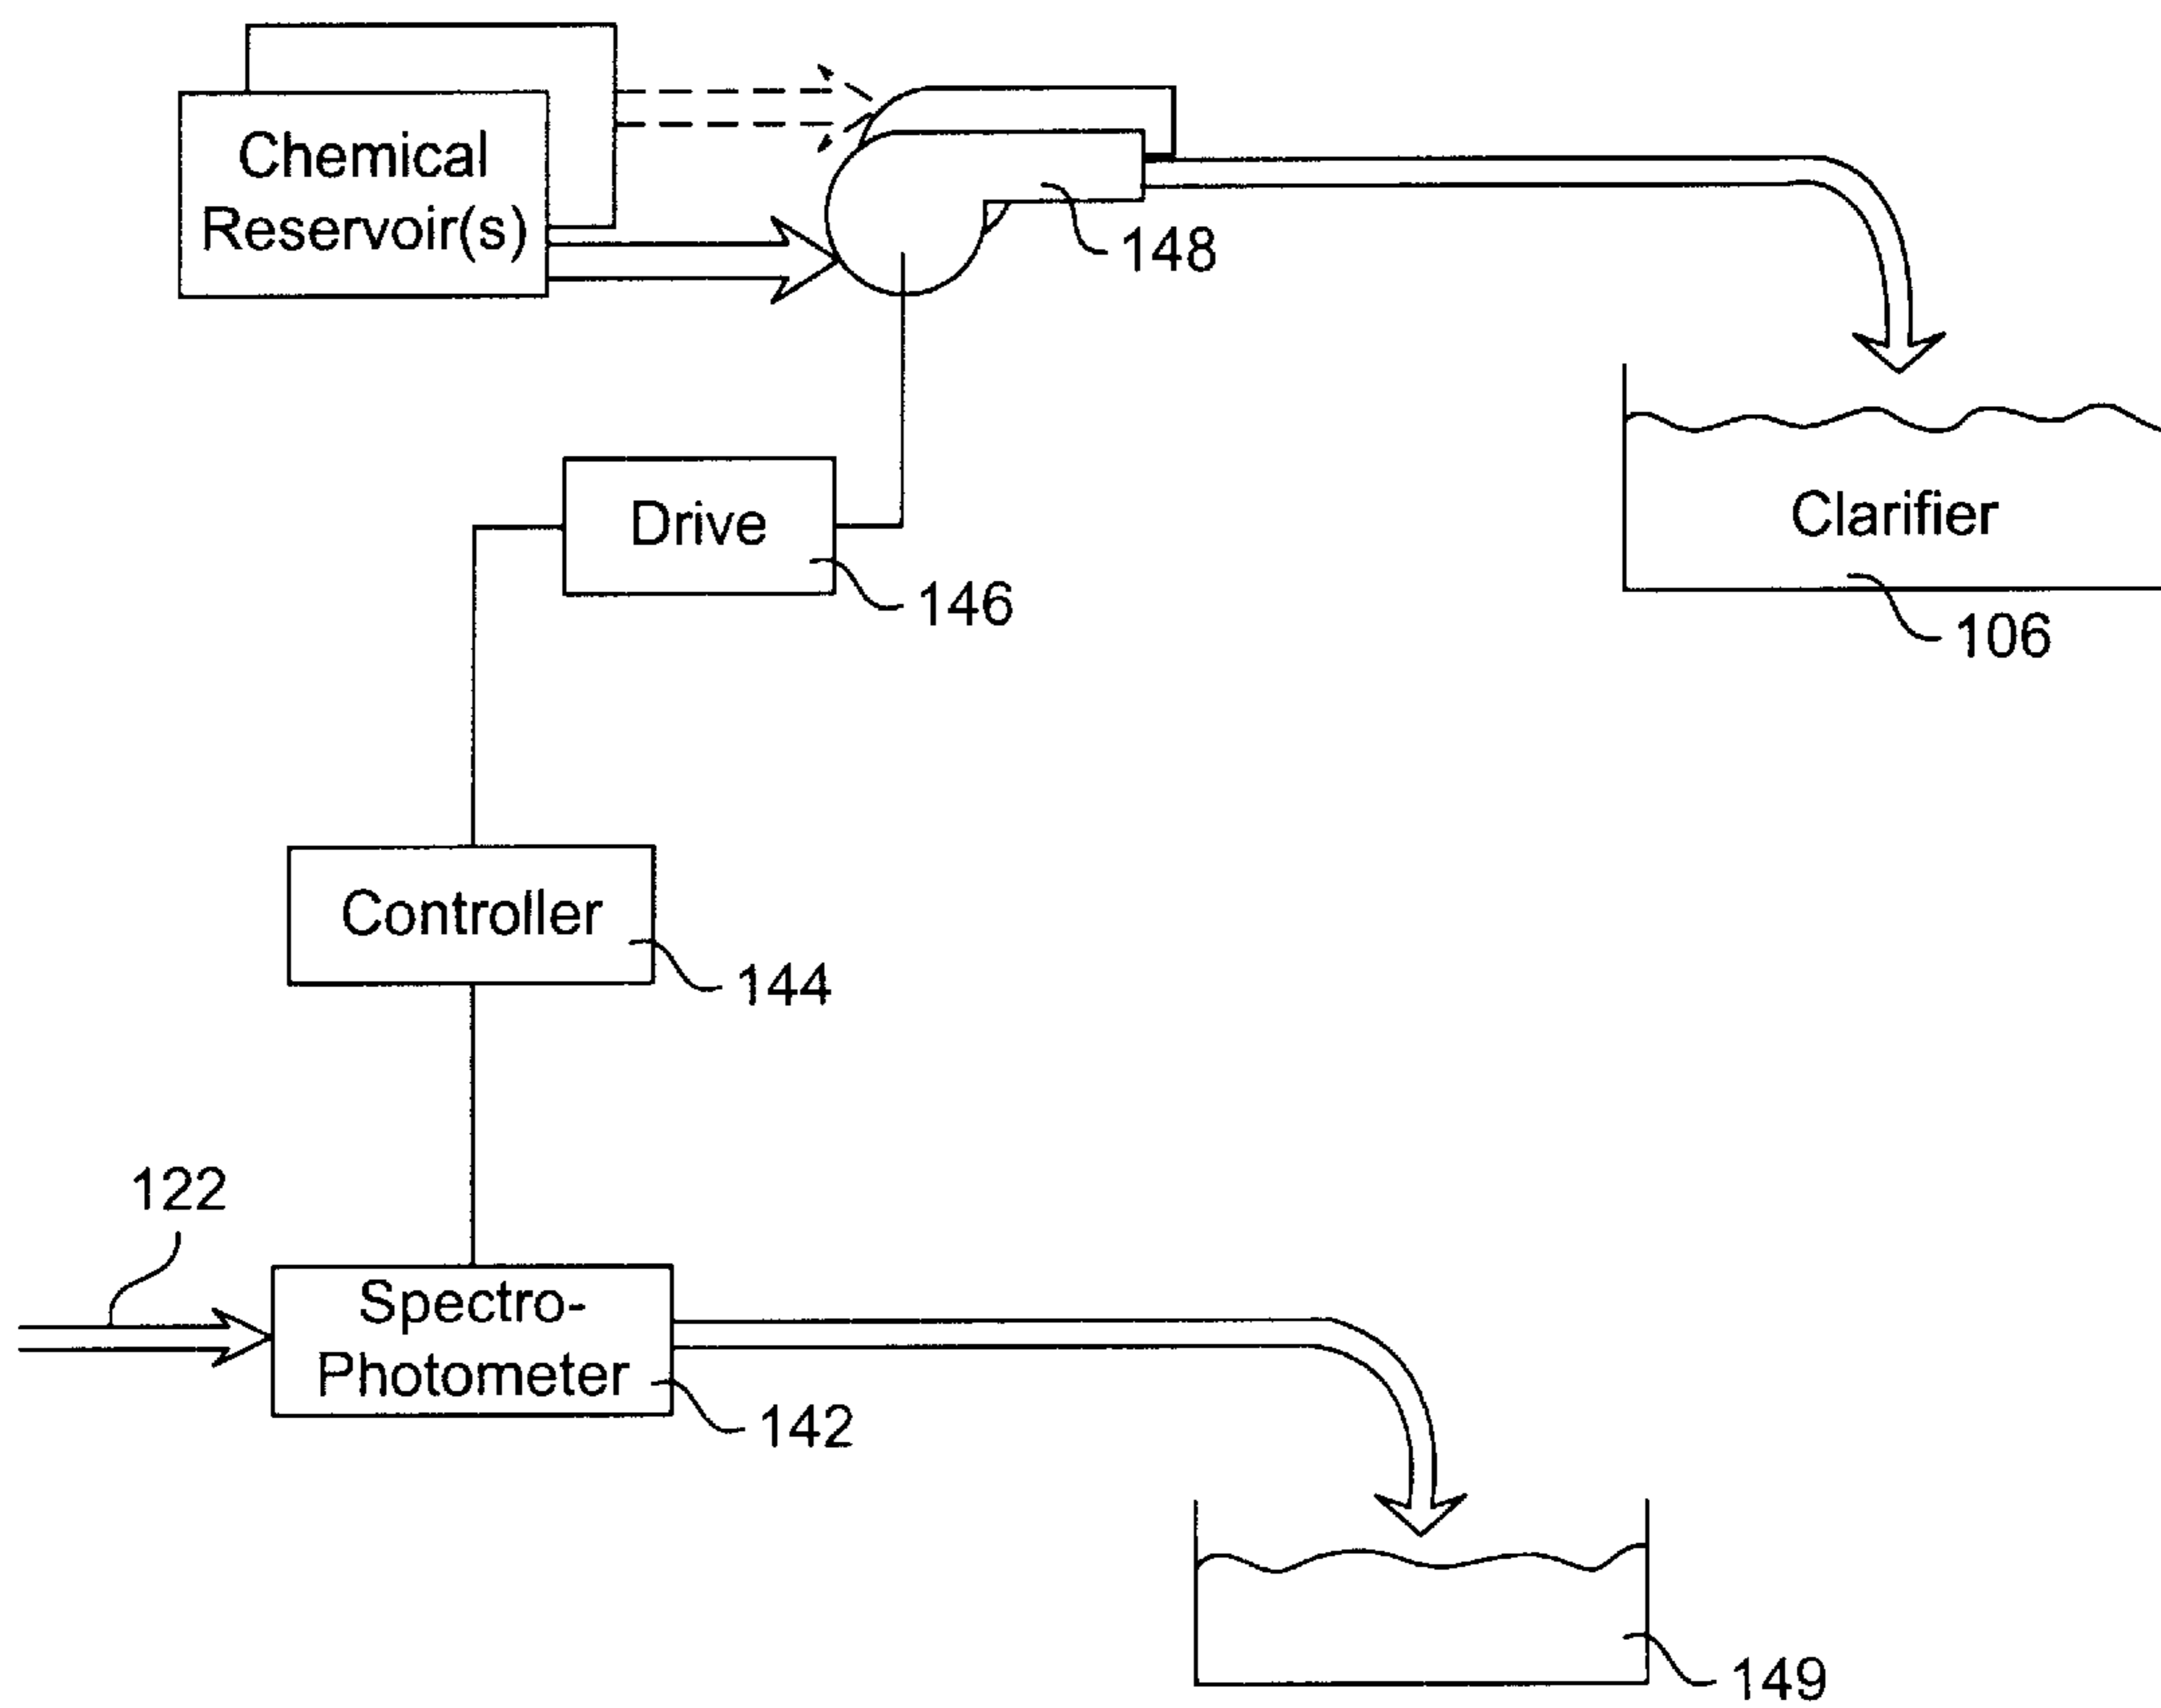 Chemical
Reservoir(s)
148
Drive
146
Clarifier
106
Controller
144
122
Spectro-
Photometer
142
149